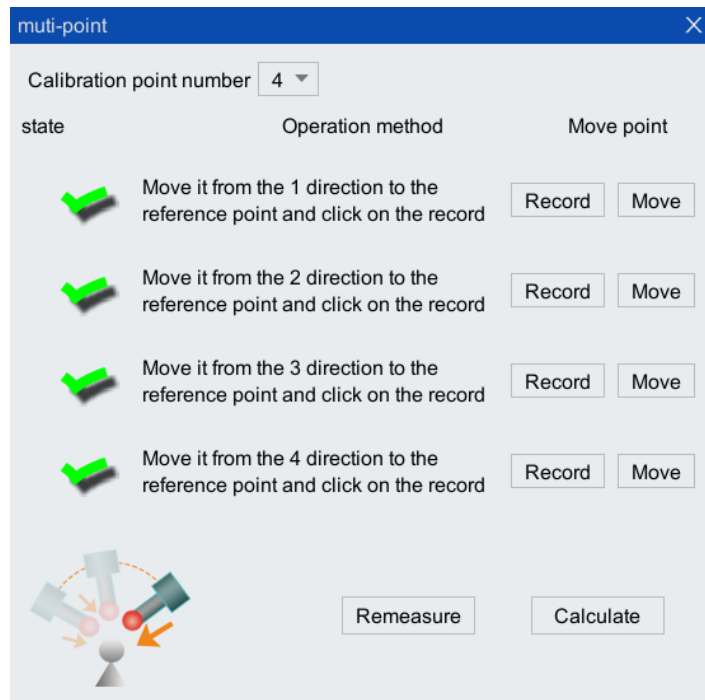 muti-point
Calibration point number 4
state Operation method Move point
Move it from the 1 direction to the
reference point and click on the record
Record Move
Move it from the 2 direction to the
reference point and click on the record
Record Move
Move it from the 3 direction to the
reference point and click on the record
Record Move
Move it from the 4 direction to the
reference point and click on the record
Record Move
Remeasure Calculate